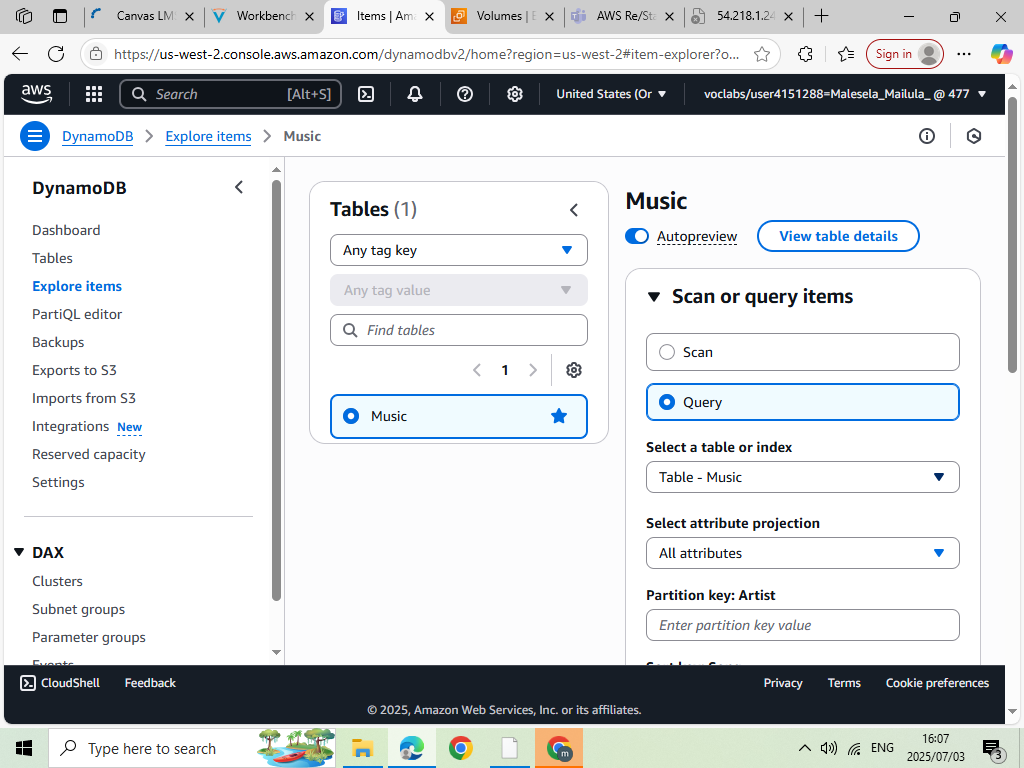 Canvas LM
Workbench
Items | Am
Volumes | E
AWS Re/Sta
54.218.1.24
https://us-west-2.console.aws.amazon.com/dynamodbv2/home?region=us-west-2#item-explorer?o...
Sign in
aws
Search [Alt+S]
United States (Or
voclabs/user4151288=Malesela_Mailula_ @ 477
DynamoDB
Explore items
Music
DynamoDB
Dashboard
Tables
Explore items
PartiQL editor
Backups
Exports to S3
Imports from S3
Integrations New
Reserved capacity
Settings
DAX
Clusters
Subnet groups
Parameter groups
Events
Tables (1)
Any tag key
Any tag value
Find tables
1
Music
Music
Autopreview
View table details
Scan or query items
Scan
Query
Select a table or index
Table - Music
Select attribute projection
All attributes
Partition key: Artist
Enter partition key value
CloudShell
Feedback
Privacy
Terms
Cookie preferences
© 2025, Amazon Web Services, Inc. or its affiliates.
Type here to search
m
ENG
16:07
2025/07/03
3